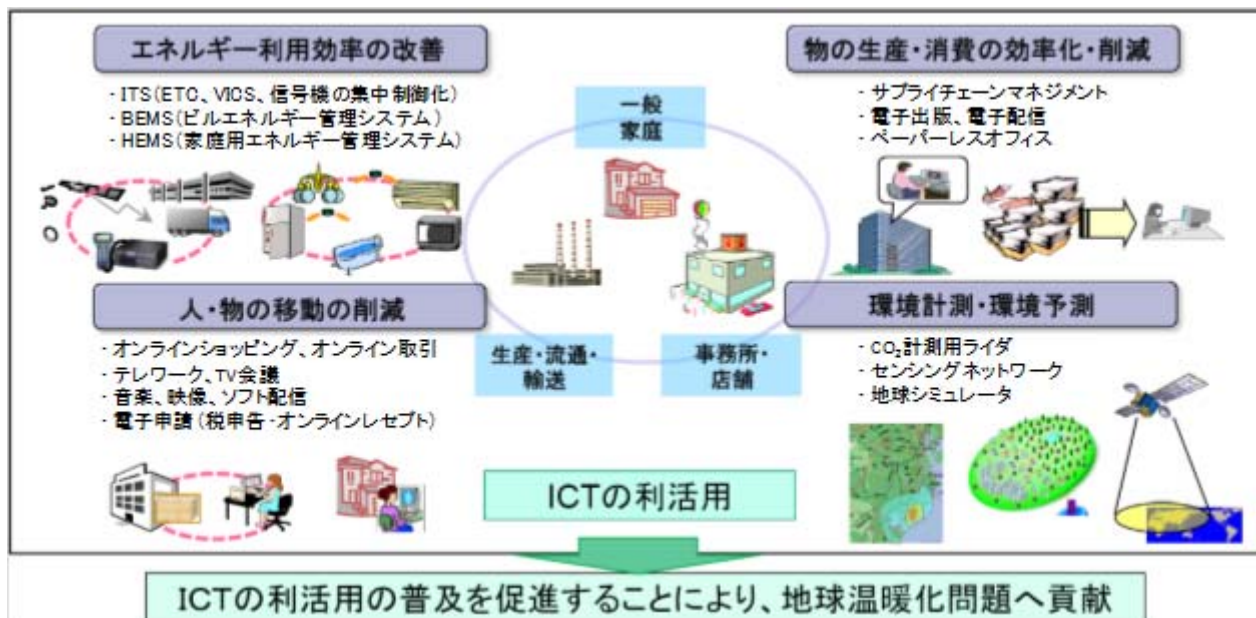 エネルギー利用効率の改善
・ITS(ETC、VICS、信号機の集中制御化)
・BEMS(ビルエネルギー管理システム)
・HEMS(家庭用エネルギー管理システム)
物の生産・消費の効率化・削減
・サプライチェーンマネジメント
・電子出版、電子配信
・ペーパーレスオフィス
一般
家庭
生産・流通・
輸送
事務所・
店舗
人・物の移動の削減
・オンラインショッピング、オンライン取引
・テレワーク、TV会議
・音楽、映像、ソフト配信
・電子申請(税申告・オンラインレセプト)
環境計測・環境予測
・CO₂計測用ライダ
・センシングネットワーク
・地球シミュレータ
ICTの利活用
ICTの利活用の普及を促進することにより、地球温暖化問題へ貢献